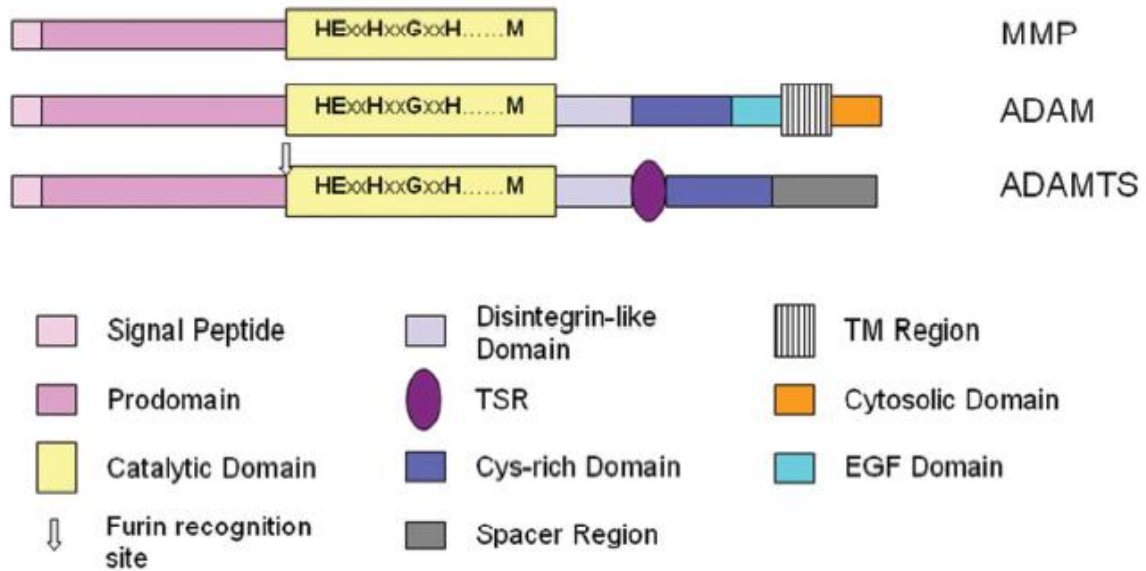 HExxHxxGxxH......M MMP
HExxHxxGxxH......M ADAM
HExxHxxGxxH......M ADAMTS
Signal Peptide
Disintegrin-like
Domain
TM Region
Prodomain
TSR
Cytosolic Domain
Catalytic Domain
Cys-rich Domain
EGF Domain
Furin recognition
site
Spacer Region